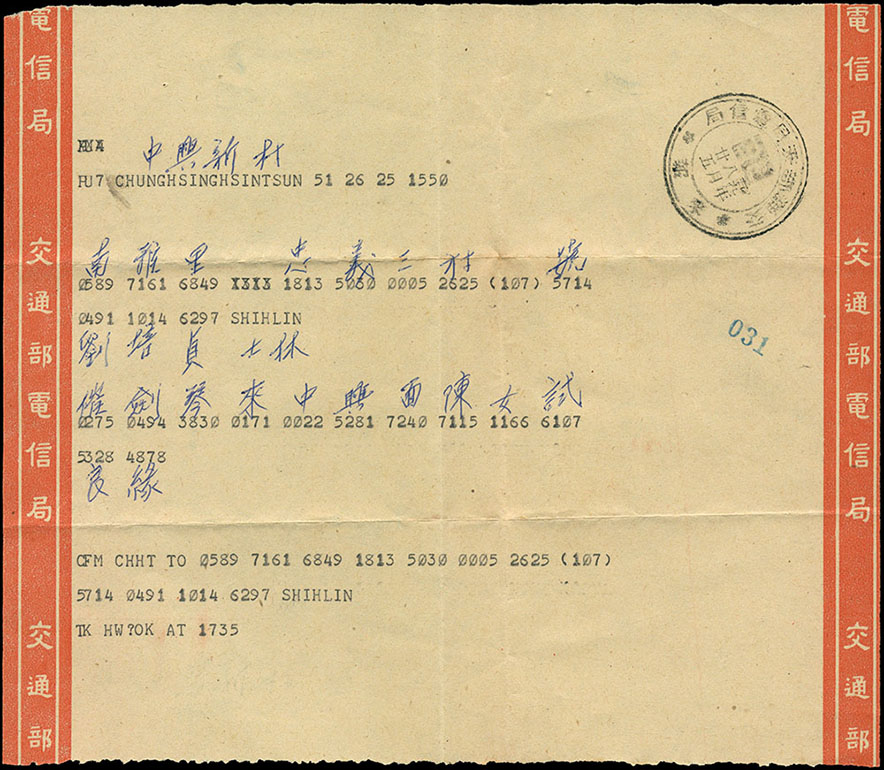 電信局
交通部電信局
交通部
中興新村
PU7 CHUNGHSINGHSINTSUN 51 26 25 1550
南雅里 忠義三村 號
0589 7161 6849 XXXX 1813 5030 0005 2625 (107) 5714
0491 1014 6297 SHIHLIN
劉培貞 士林
催劍琴來中興面陳女試
0275 0494 3830 0171 0022 5281 7240 7115 1166 6107
5328 4878
良緣
CFM CHHT TO 0589 7161 6849 1813 5030 0005 2625 (107)
5714 0491 1014 6297 SHIHLIN
TK HW?OK AT 1735
031
電信局
交通部電信局
交通部